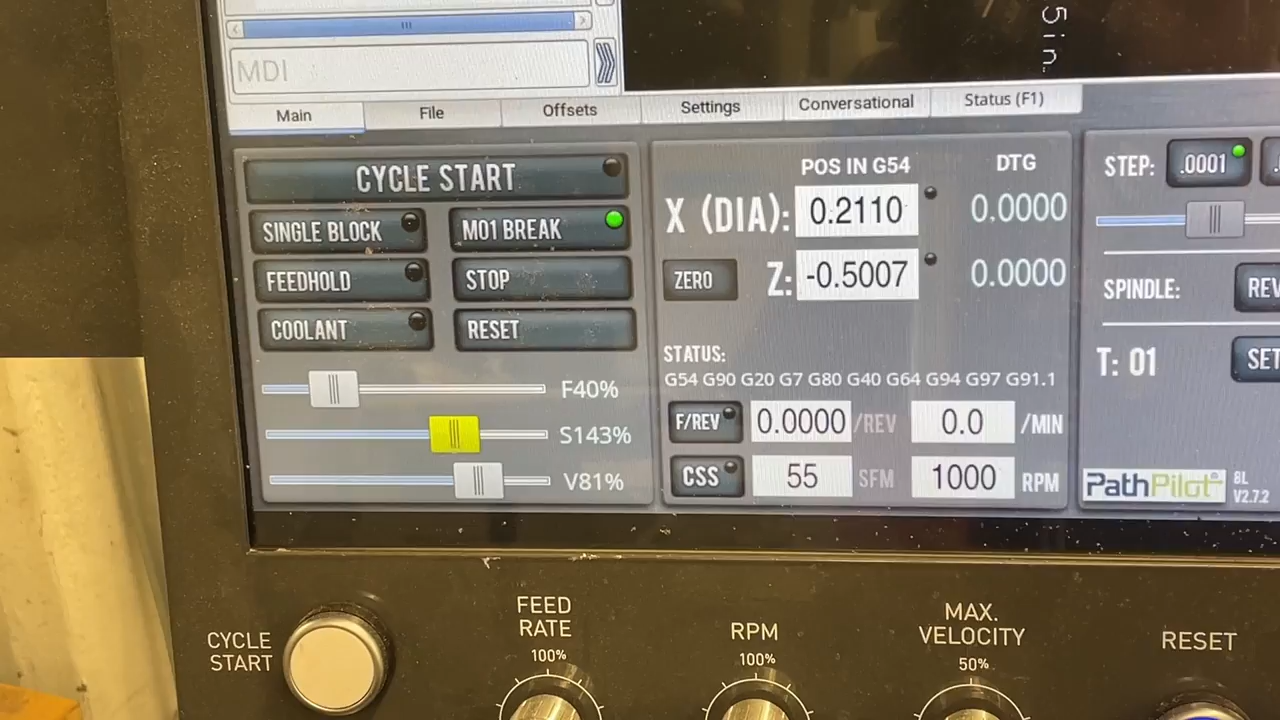 5in.
MDI
Main File Offsets Settings Conversational Status (F1)
CYCLE START
SINGLE BLOCK M01 BREAK
FEEDHOLD STOP
COOLANT RESET
F40%
S143%
V81%
POS IN G54 DTG
X (DIA): 0.2110 0.0000
ZERO Z: -0.5007 0.0000
STATUS:
G54 G90 G20 G7 G80 G40 G64 G94 G97 G91.1
F/REV 0.0000 /REV 0.0 /MIN
CSS 55 SFM 1000 RPM
STEP: .0001
SPINDLE: REV
T: 01 SET
PathPilot® 8L
V2.7.2
CYCLE
START
FEED
RATE
100%
RPM
100%
MAX.
VELOCITY
50%
RESET